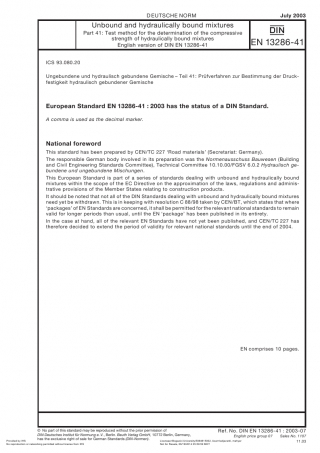 DEUTSCHE NORM
July 2003
Unbound and hydraulically bound mixtures
Part 41: Test method for the determination of the compressive
strength of hydraulically bound mixtures
English version of DIN EN 13286-41
DIN
EN 13286-41
ICS 93.080.20
Ungebundene und hydraulisch gebundene Gemische – Teil 41: Prüfverfahren zur Bestimmung der Druck-
festigkeit hydraulisch gebundener Gemische
European Standard EN 13286-41 : 2003 has the status of a DIN Standard.
A comma is used as the decimal marker.
National foreword
This standard has been prepared by CEN/TC 227 'Road materials' (Secretariat: Germany).
The responsible German body involved in its preparation was the Normenausschuss Bauwesen (Building
and Civil Engineering Standards Committee), Technical Committee 10.10.00/FGSV 6.0.2 Hydraulisch ge-
bundene und ungebundene Mischungen.
This European Standard is part of a series of standards dealing with unbound and hydraulically bound
mixtures within the scope of the EC Directive on the approximation of the laws, regulations and adminis-
trative provisions of the Member States relating to construction products.
It should be noted that not all of the DIN Standards dealing with unbound and hydraulically bound mixtures
need yet be withdrawn. This is in keeping with resolution C 88/98 taken by CEN/BT, which states that where
'packages' of EN Standards are concerned, it shall be permitted for the relevant national standards to remain
valid for longer periods than usual, until the EN 'package' has been published in its entirety.
In the case at hand, all of the relevant EN Standards have not yet been published, and CEN/TC 227 has
therefore decided to extend the period of validity for relevant national standards until the end of 2004.
EN comprises 10 pages.
© No part of this standard may be reproduced without the prior permission of
DIN Deutsches Institut für Normung e. V., Berlin. Beuth Verlag GmbH, 10772 Berlin, Germany,
has the exclusive right of sale for German Standards (DIN-Normen).
Ref. No. DIN EN 13286-41 : 2003-07
English price group 07 Sales No. 1107
11.03